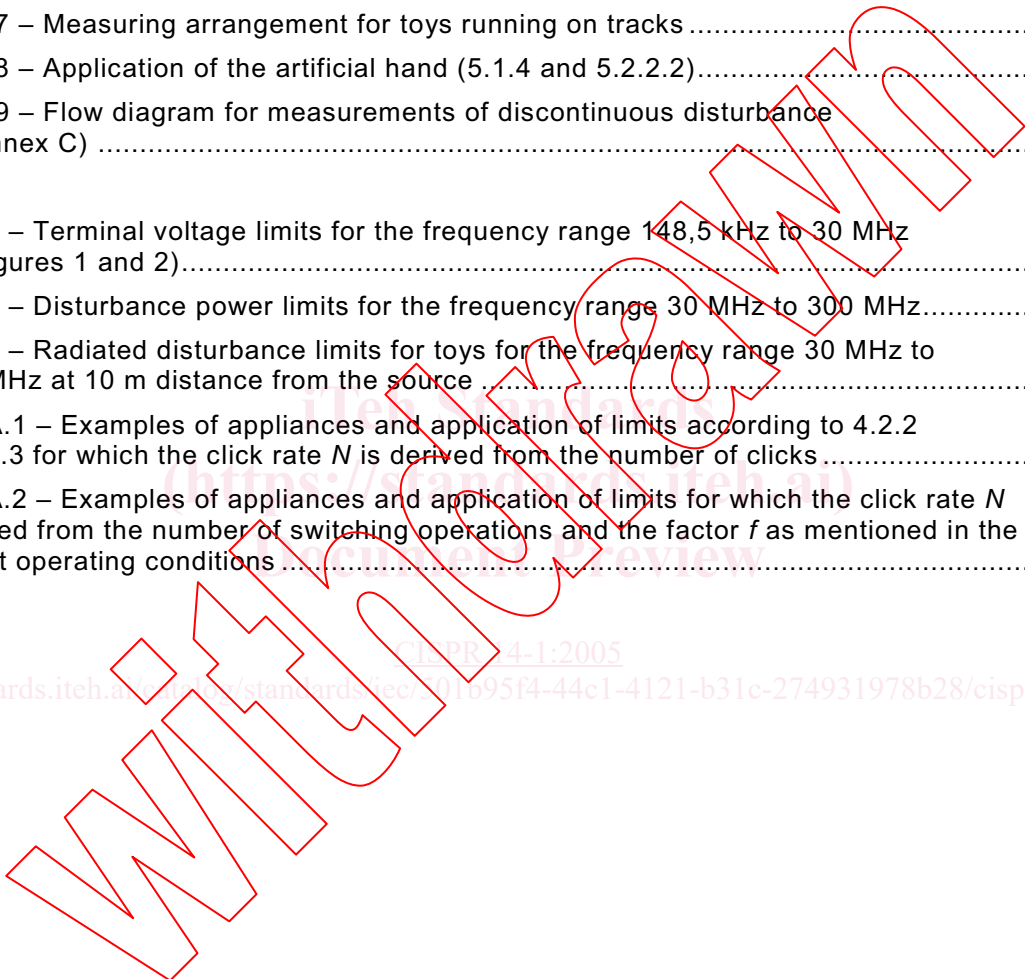 7 – Measuring arrangement for toys running on tracks
8 – Application of the artificial hand (5.1.4 and 5.2.2.2)
9 – Flow diagram for measurements of discontinuous disturbance
nnex C)
– Terminal voltage limits for the frequency range 148,5 kHz to 30 MHz
gures 1 and 2)
– Disturbance power limits for the frequency range 30 MHz to 300 MHz
– Radiated disturbance limits for toys for the frequency range 30 MHz to
MHz at 10 m distance from the source
iTeh Standards
A.1 – Examples of appliances and application of limits according to 4.2.2
.3 for which the click rate N is derived from the number of clicks
(https://standards.iteh.ai)
A.2 – Examples of appliances and application of limits for which the click rate N
ed from the number of switching operations and the factor f as mentioned in the
t operating conditions
Document Preview
CISPR 14-1:2005
ards.iteh.ai/catalog/standards/iec/501b95f4-44c1-4121-b31c-274931978b28/cisp
withdrawn